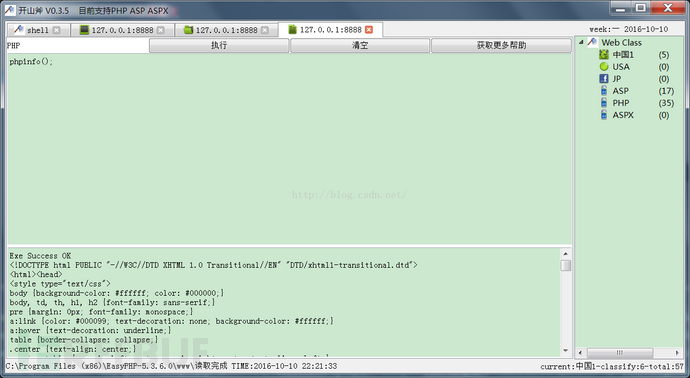 开山斧 V0.3.5 目前支持PHP ASP ASPX
shell
127.0.0.1:8888
127.0.0.1:8888
127.0.0.1:8888
week:一 2016-10-10
PHP
执行
清空
获取更多帮助
phpinfo();
http://blog.csdn.net/
Web Class
中国1 (5)
USA (0)
JP (0)
ASP (17)
PHP (35)
ASPX (0)
Exe Success OK
<!DOCTYPE html PUBLIC "-//W3C//DTD XHTML 1.0 Transitional//EN" "DTD/xhtml1-transitional.dtd">
<html><head>
<style type="text/css">
body {background-color: #ffffff; color: #000000;}
body, td, th, h1, h2 {font-family: sans-serif;}
pre {margin: 0px; font-family: monospace;}
a:link {color: #000099; text-decoration: none; background-color: #ffffff;}
a:hover {text-decoration: underline;}
table {border-collapse: collapse;}
.center {text-align: center;}
C:\Program Files (x86)\EasyPHP-5.3.6.0\www\读取完成 TIME:2016-10-10 22:21:33
current:中国1-classify:6-total:57